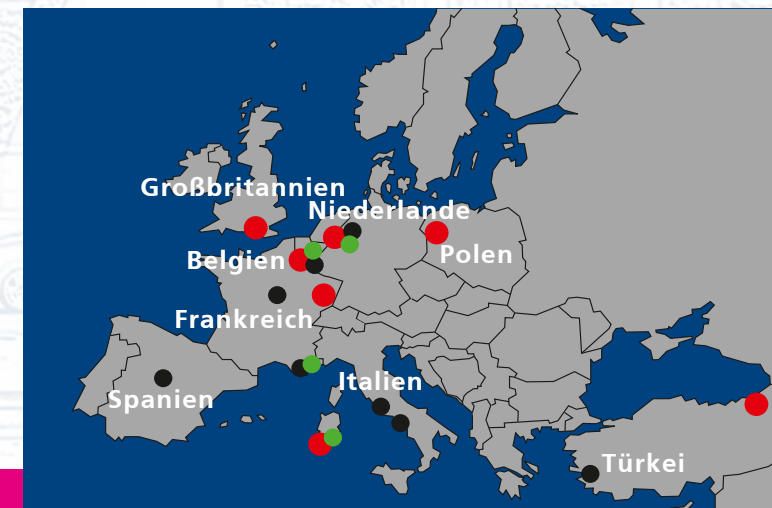 Großbritannien
Niederlande
Belgien
Polen
Frankreich
Italien
Spanien
Türkei